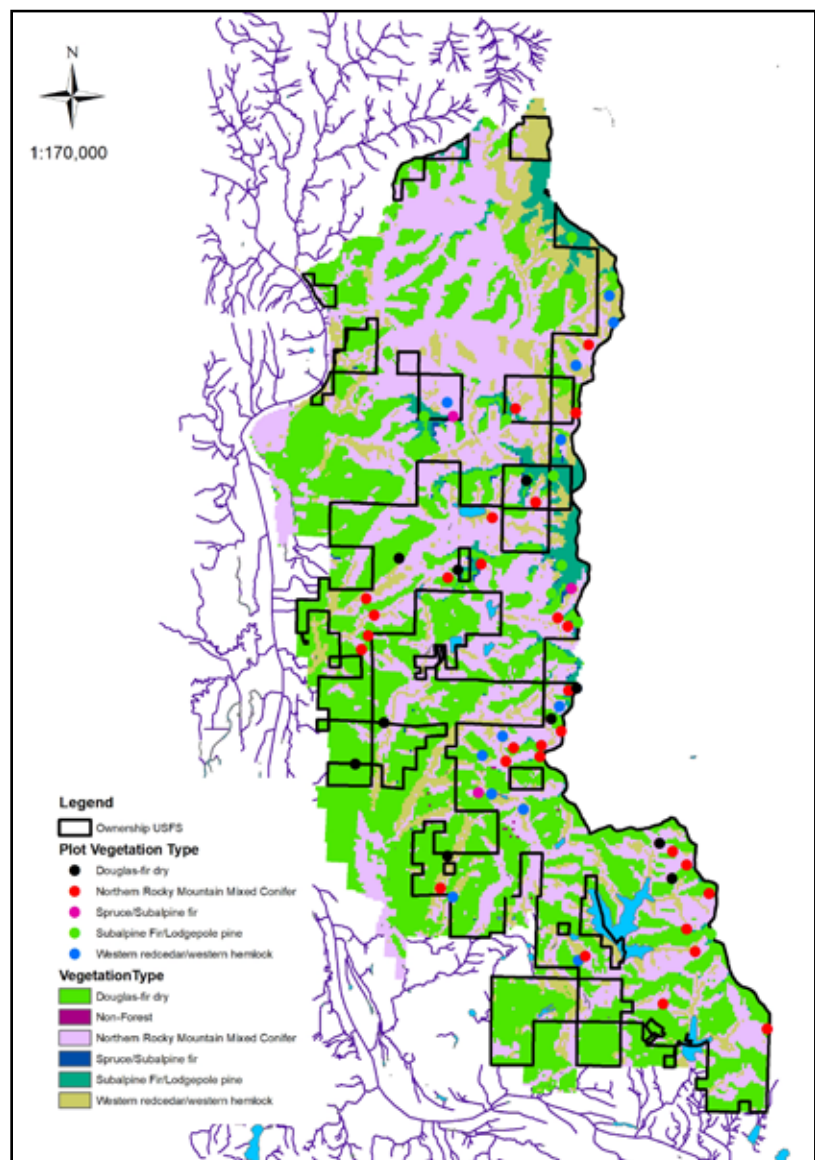 N
1:170,000
Legend
Ownership USFS
Plot Vegetation Type
Douglas-fir dry
Northern Rocky Mountain Mixed Conifer
Spruce/Subalpine fir
Subalpine Fir/Lodgepole pine
Western redcedar/western hemlock
VegetationType
Douglas-fir dry
Non-Forest
Northern Rocky Mountain Mixed Conifer
Spruce/Subalpine fir
Subalpine Fir/Lodgepole pine
Western redcedar/western hemlock